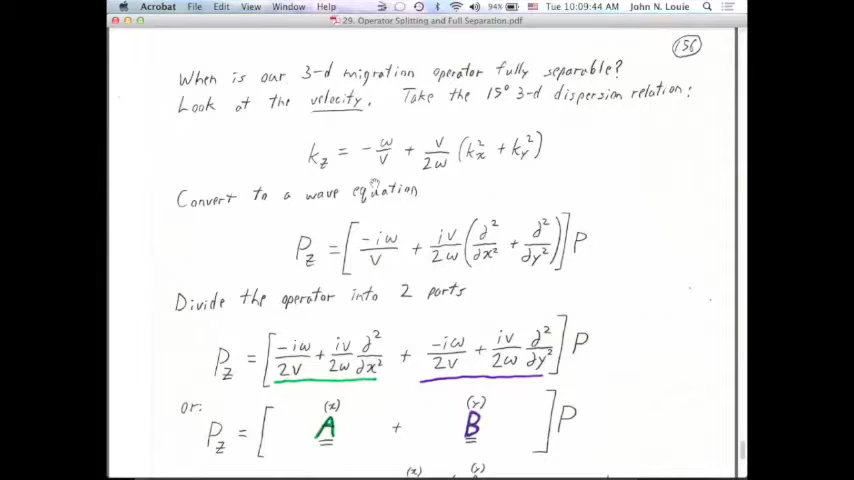 Acrobat File Edit View Window Help 94% Tue 10:09:44 AM John N. Louie
29. Operator Splitting and Full Separation.pdf
156
When is our 3-d migration operator fully separable?
Look at the velocity. Take the 15° 3-d dispersion relation:
k_z = -ω/v + v/2ω (k_x² + k_y²)
Convert to a wave equation
P_z = [-iω/v + iv/2ω (∂²/∂x² + ∂²/∂y²)] P
Divide the operator into 2 parts
P_z = [-iω/2v + iv/2ω ∂²/∂x² + -iω/2v + iv/2ω ∂²/∂y²] P
or:
(x) (y)
P_z = [ A + B ] P
(x) (y)